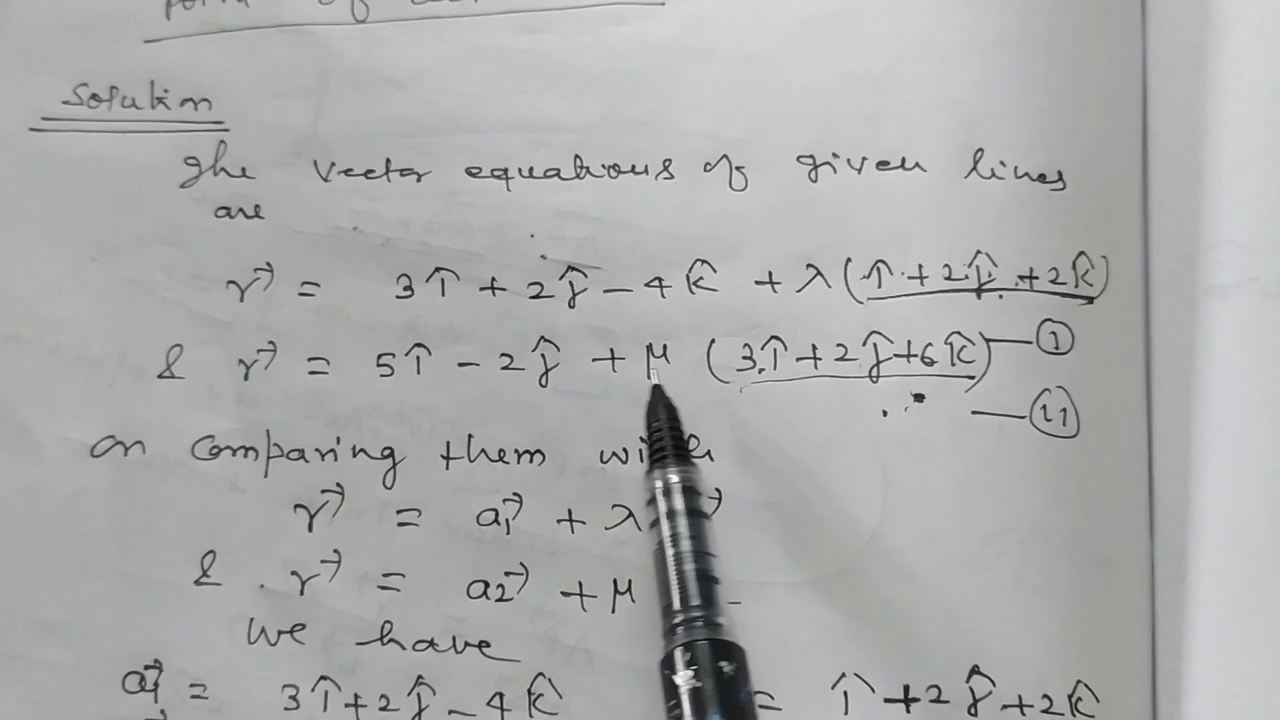 Solution
The vector equations of given lines
are
r⃗ = 3î + 2ĵ - 4k̂ + λ(î + 2ĵ + 2k̂)
& r⃗ = 5î - 2ĵ + μ (3î + 2ĵ + 6k̂) — (i)
— (ii)
on comparing them with
r⃗ = a₁⃗ + λ
& r⃗ = a₂⃗ + μ
we have
a₁⃗ = 3î + 2ĵ - 4k̂ = î + 2ĵ + 2k̂